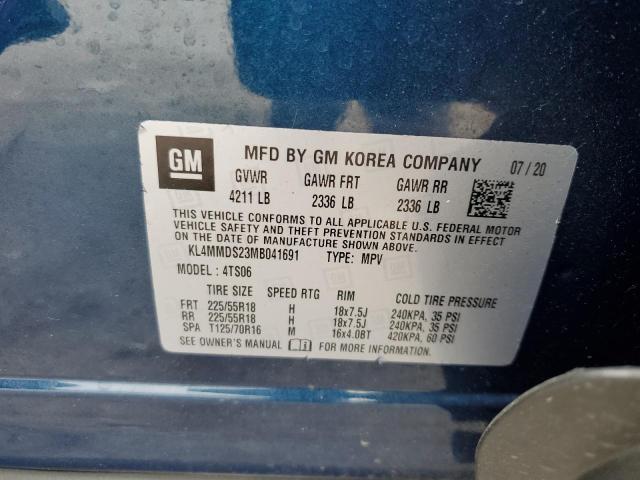 GM MFD BY GM KOREA COMPANY 07/20
GVWR GAWR FRT GAWR RR
4211 LB 2336 LB 2336 LB
THIS VEHICLE CONFORMS TO ALL APPLICABLE U.S. FEDERAL MOTOR
VEHICLE SAFETY AND THEFT PREVENTION STANDARDS IN EFFECT
ON THE DATE OF MANUFACTURE SHOWN ABOVE.
KL4MMDS23MB041691 TYPE: MPV
MODEL : 4TS06
TIRE SIZE SPEED RTG RIM COLD TIRE PRESSURE
FRT 225/55R18 H 18x7.5J 240KPA, 35 PSI
RR 225/55R18 H 18x7.5J 240KPA, 35 PSI
SPA T125/70R16 M 16x4.0BT 420KPA, 60 PSI
SEE OWNER'S MANUAL FOR MORE INFORMATION.